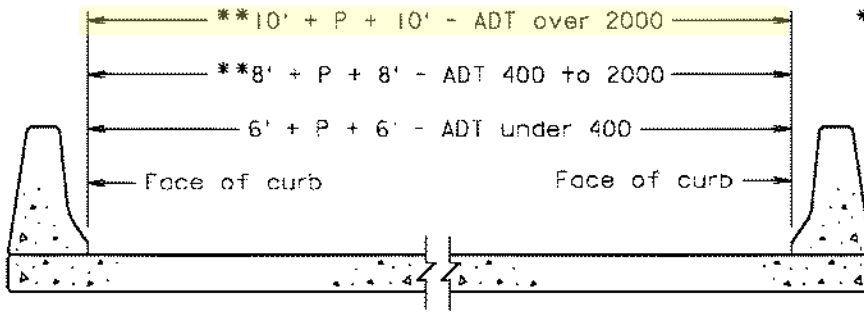 **10' + P + 10' - ADT over 2000 *
**8' + P + 8' - ADT 400 to 2000
6' + P + 6' - ADT under 400
Face of curb Face of curb